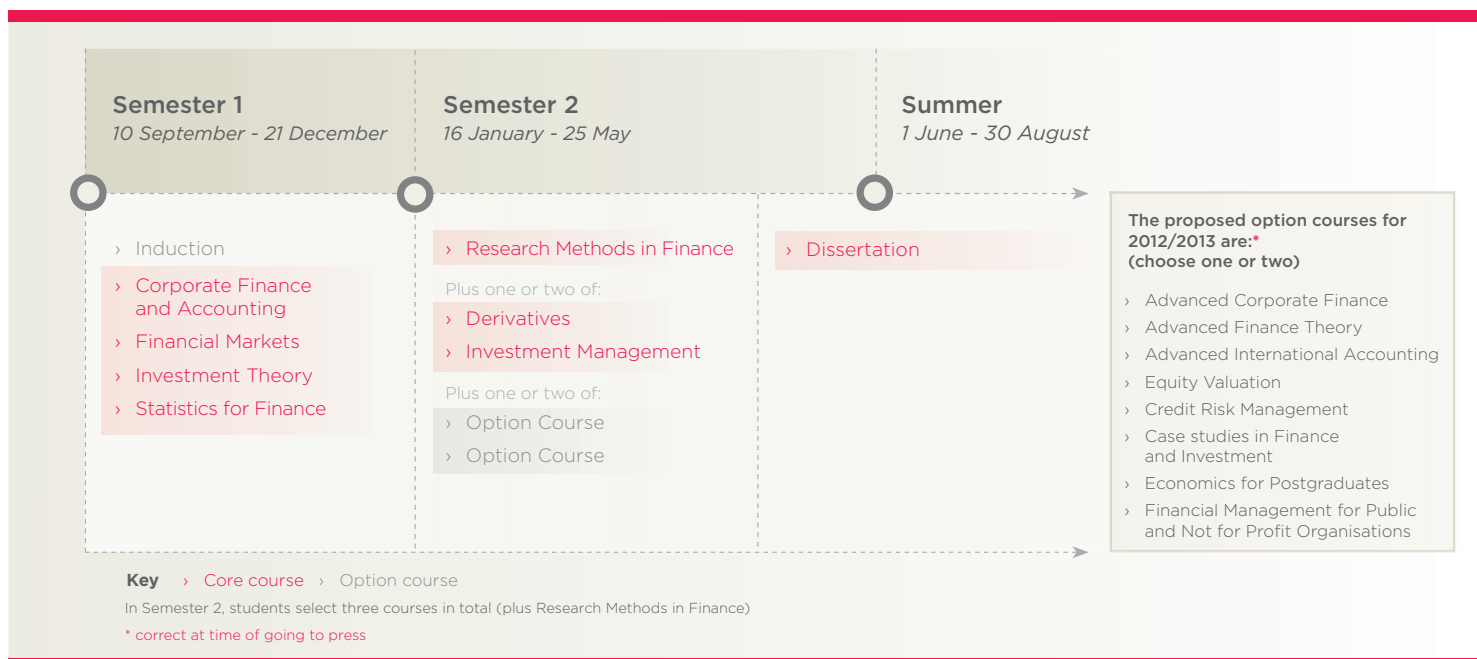 Semester 1
10 September - 21 December
Semester 2
16 January - 25 May
Summer
1 June - 30 August
› Induction
› Corporate Finance
and Accounting
› Financial Markets
› Investment Theory
› Statistics for Finance
› Research Methods in Finance
Plus one or two of:
› Derivatives
› Investment Management
Plus one or two of:
› Option Course
› Option Course
› Dissertation
The proposed option courses for
2012/2013 are:*
(choose one or two)
› Advanced Corporate Finance
› Advanced Finance Theory
› Advanced International Accounting
› Equity Valuation
› Credit Risk Management
› Case studies in Finance
and Investment
› Economics for Postgraduates
› Financial Management for Public
and Not for Profit Organisations
Key › Core course › Option course
In Semester 2, students select three courses in total (plus Research Methods in Finance)
* correct at time of going to press